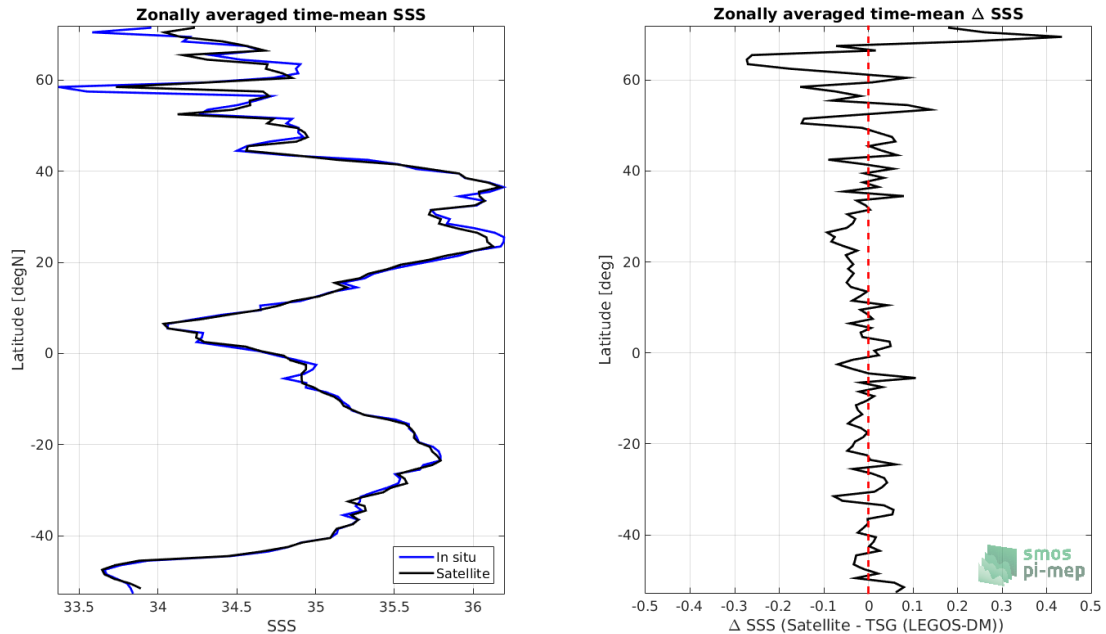 Zonally averaged time-mean SSS
60
40
20
0
-20
-40
Latitude [degN]
33.5 34 34.5 35 35.5 36
SSS
In situ
Satellite
Zonally averaged time-mean Δ SSS
60
40
20
0
-20
-40
Latitude [deg]
-0.5 -0.4 -0.3 -0.2 -0.1 0 0.1 0.2 0.3 0.4 0.5
Δ SSS (Satellite - TSG (LEGOS-DM))
smos
pi-mep